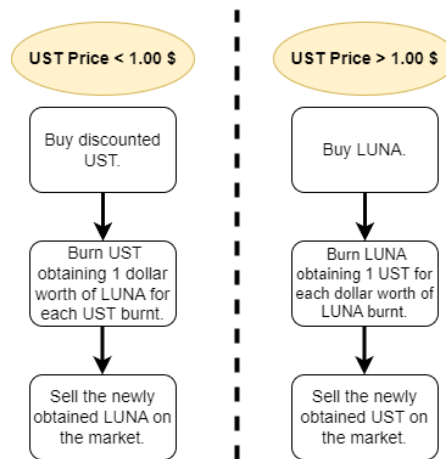 UST Price < 1.00 $
Buy discounted
UST.
Burn UST
obtaining 1 dollar
worth of LUNA for
each UST burnt.
Sell the newly
obtained LUNA on
the market.
UST Price > 1.00 $
Buy LUNA.
Burn LUNA
obtaining 1 UST for
each dollar worth of
LUNA burnt.
Sell the newly
obtained UST on
the market.